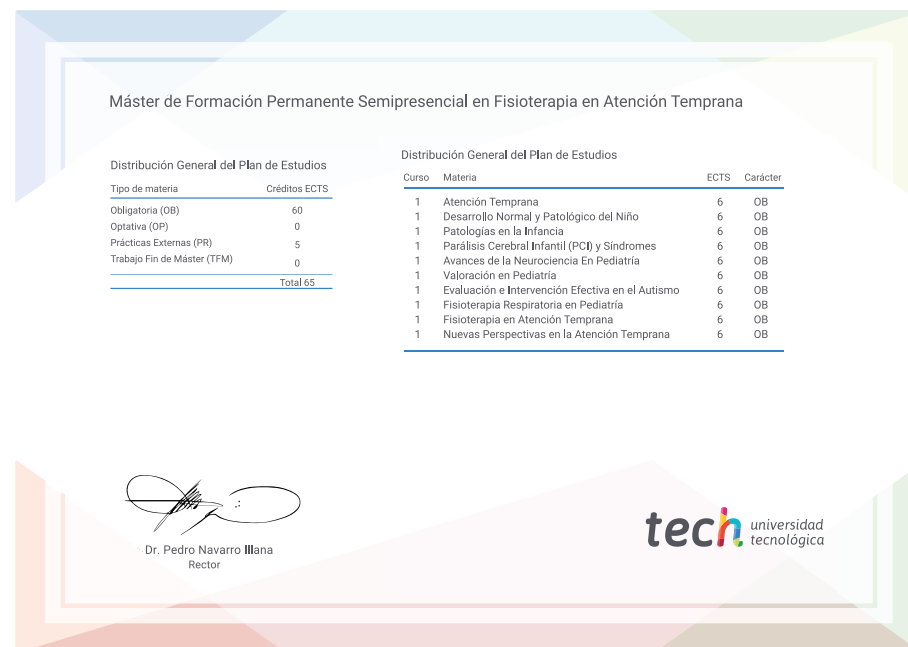 Máster de Formación Permanente Semipresencial en Fisioterapia en Atención Temprana
Distribución General del Plan de Estudios
Tipo de materia Créditos ECTS
Obligatoria (OB) 60
Optativa (OP) 0
Prácticas Externas (PR) 5
Trabajo Fin de Máster (TFM) 0
Total 65
Distribución General del Plan de Estudios
Curso Materia ECTS Carácter
1 Atención Temprana 6 OB
1 Desarrollo Normal y Patológico del Niño 6 OB
1 Patologías en la Infancia 6 OB
1 Parálisis Cerebral Infantil (PCI) y Síndromes 6 OB
1 Avances de la Neurociencia En Pediatría 6 OB
1 Valoración en Pediatría 6 OB
1 Evaluación e Intervención Efectiva en el Autismo 6 OB
1 Fisioterapia Respiratoria en Pediatría 6 OB
1 Fisioterapia en Atención Temprana 6 OB
1 Nuevas Perspectivas en la Atención Temprana 6 OB
Dr. Pedro Navarro Illana
Rector
tech universidad
tecnológica